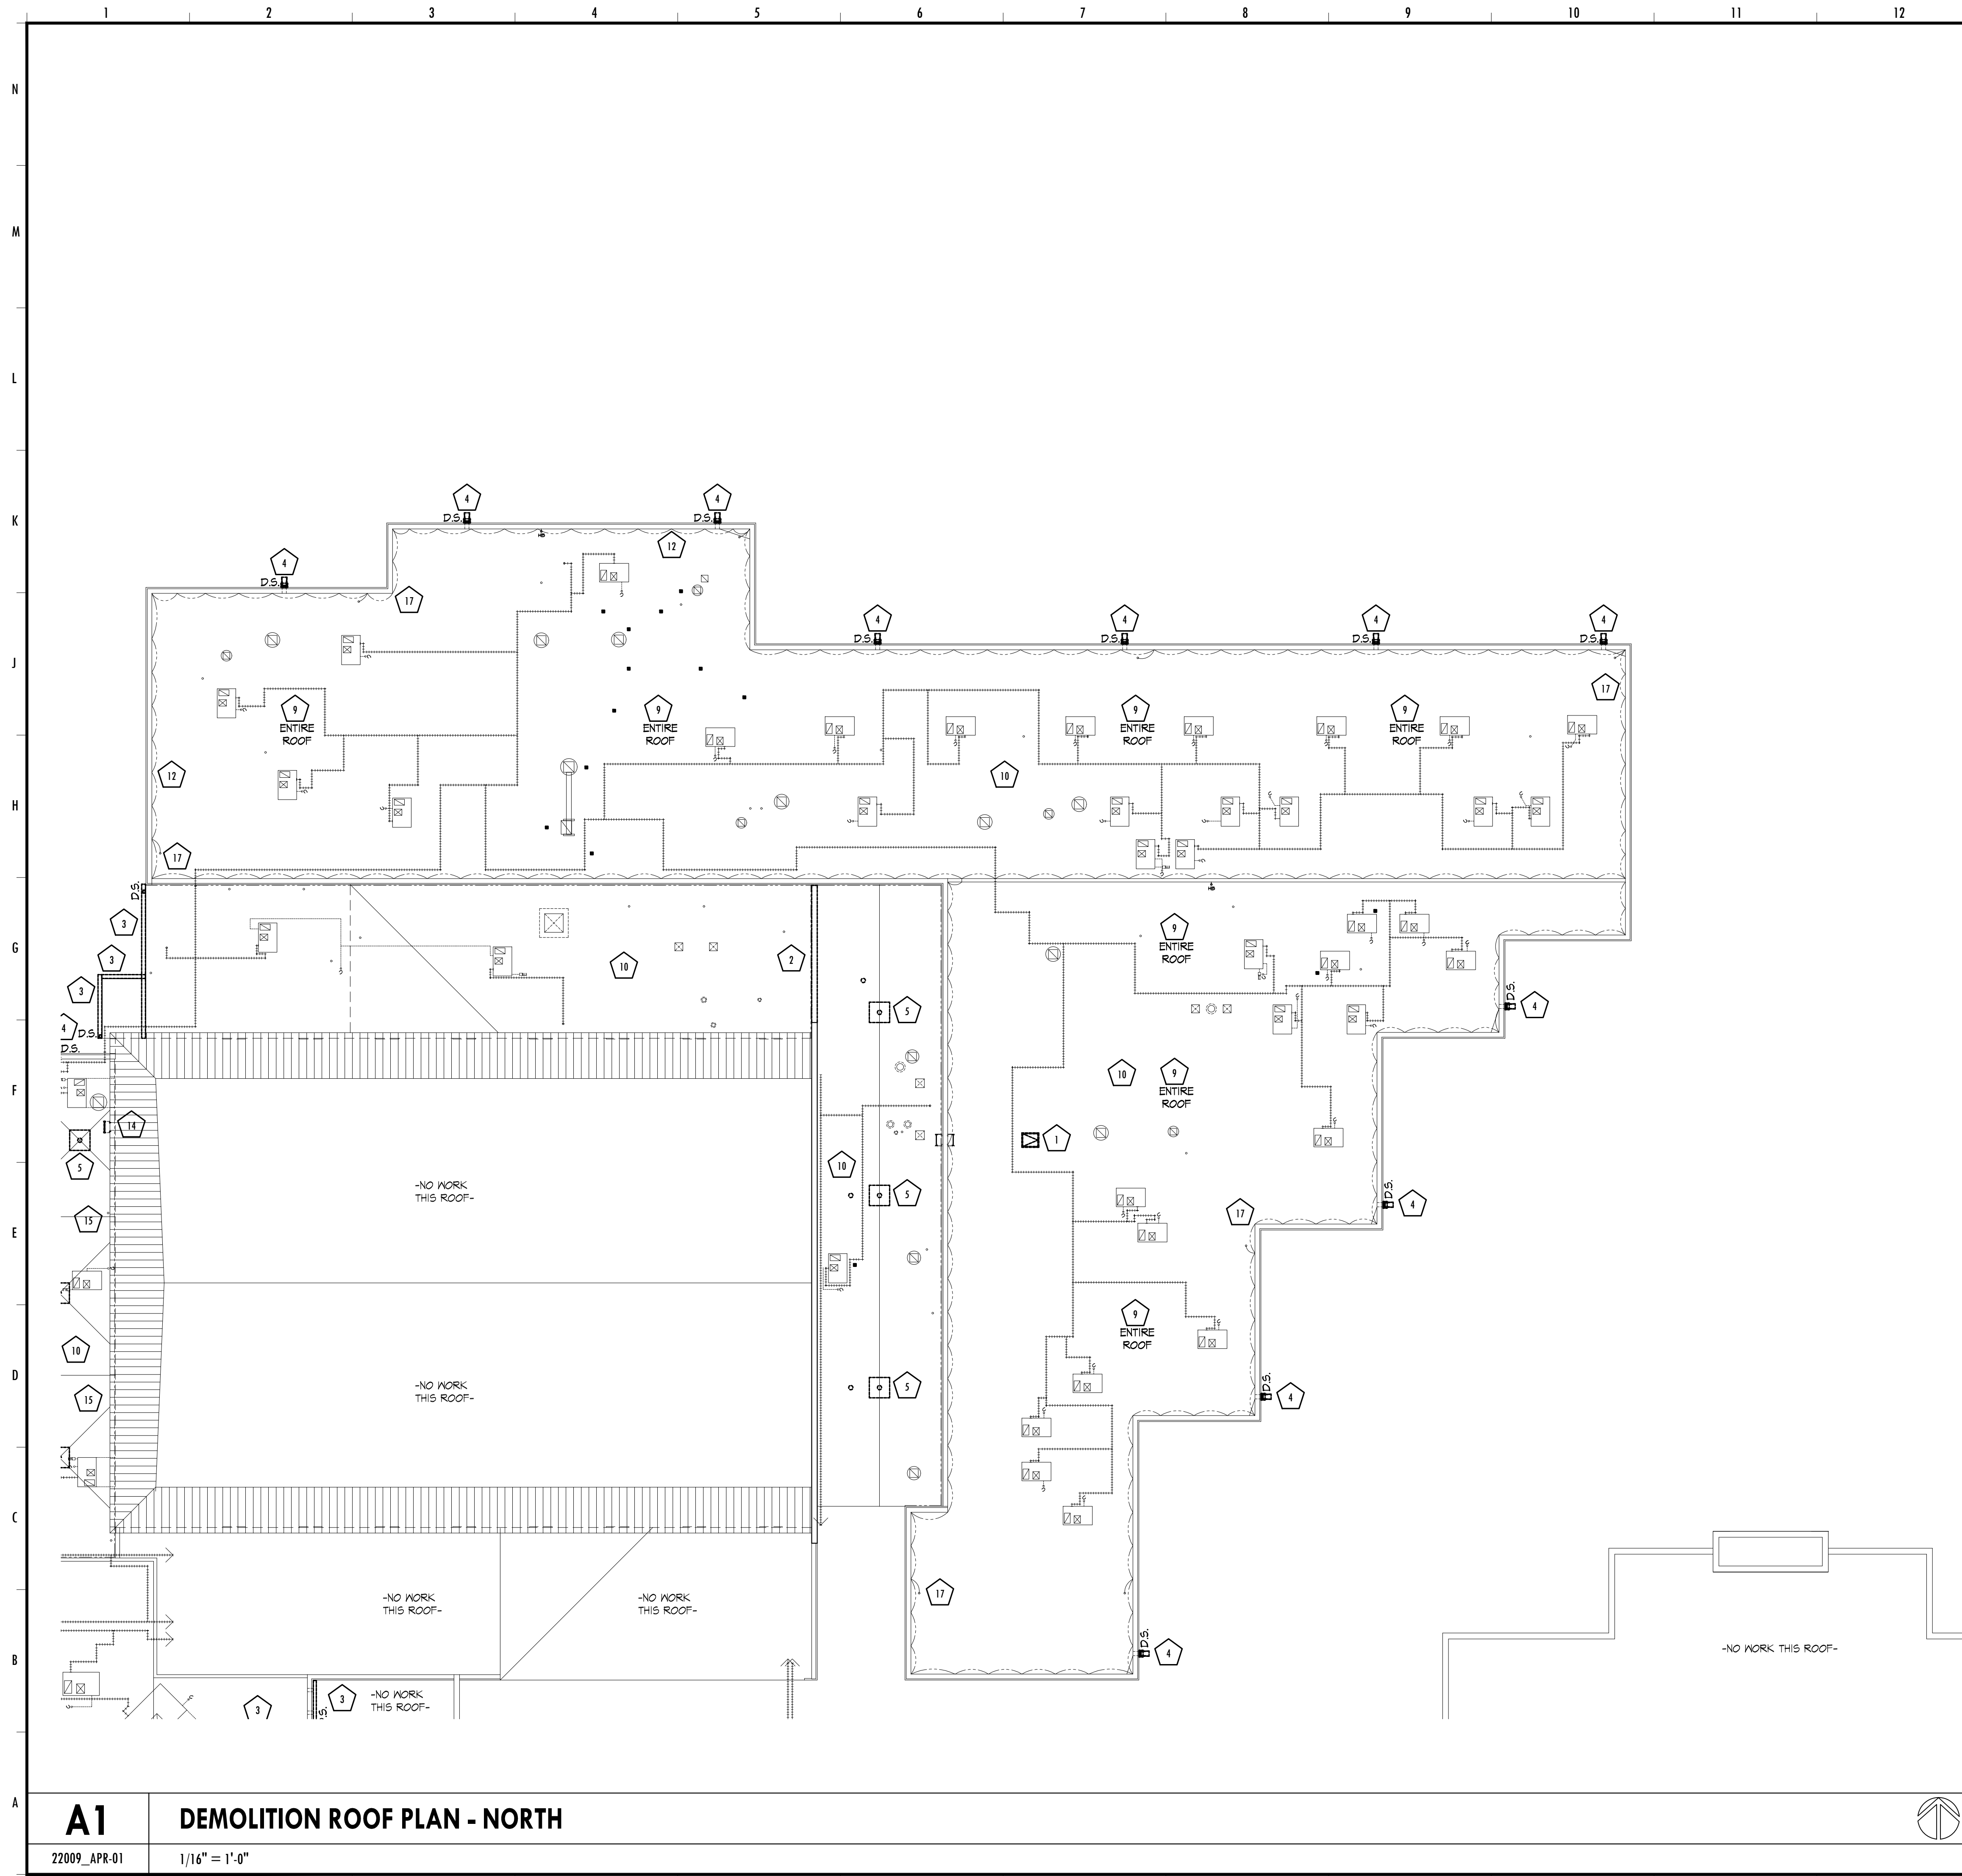 1 2 3 4 5 6 7 8 9 10 11 12
N
M
L
K
J
H
G
F
E
D
C
B
A
4
D.S.
4
D.S.
12
4
D.S.
17
4
D.S.
4
D.S.
4
D.S.
4
D.S.
17
9
ENTIRE
ROOF
9
ENTIRE
ROOF
9
ENTIRE
ROOF
9
ENTIRE
ROOF
12
10
17
D.S.
3
3
3
4
D.S.
D.S.
10
2
5
9
ENTIRE
ROOF
D.S.
4
10
9
ENTIRE
ROOF
14
5
1
10
15
-NO WORK
THIS ROOF-
5
D.S.
4
17
9
ENTIRE
ROOF
10
15
-NO WORK
THIS ROOF-
5
D.S.
4
-NO WORK
THIS ROOF-
-NO WORK
THIS ROOF-
17
D.S.
4
-NO WORK THIS ROOF-
3
3
D.S.
-NO WORK
THIS ROOF-
A1
DEMOLITION ROOF PLAN - NORTH
22009_APR-01
1/16" = 1'-0"